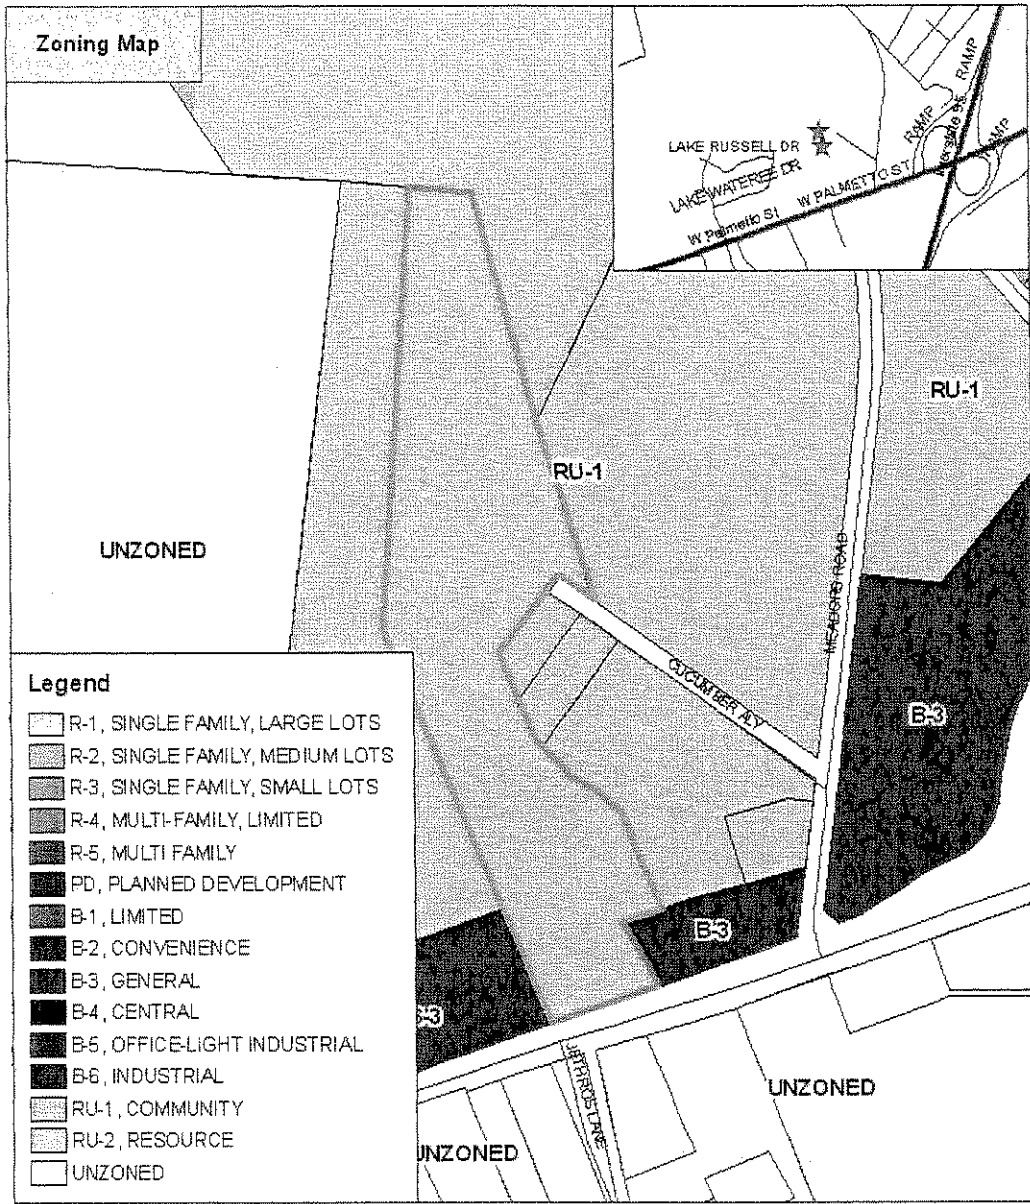 Zoning Map
LAKE RUSSELL DR
LAKE WATEREE DR
W Palmetto St
W PALMETTO ST
RAMP
RAMP
RAMP
RU-1
RU-1
UNZONED
MEADORS ROAD
CUCUMBER ALY
B-3
B-3
UNZONED
UNZONED
Legend
R-1, SINGLE FAMILY, LARGE LOTS
R-2, SINGLE FAMILY, MEDIUM LOTS
R-3, SINGLE FAMILY, SMALL LOTS
R-4, MULTI-FAMILY, LIMITED
R-5, MULTI FAMILY
PD, PLANNED DEVELOPMENT
B-1, LIMITED
B-2, CONVENIENCE
B-3, GENERAL
B-4, CENTRAL
B-5, OFFICE-LIGHT INDUSTRIAL
B-6, INDUSTRIAL
RU-1, COMMUNITY
RU-2, RESOURCE
UNZONED